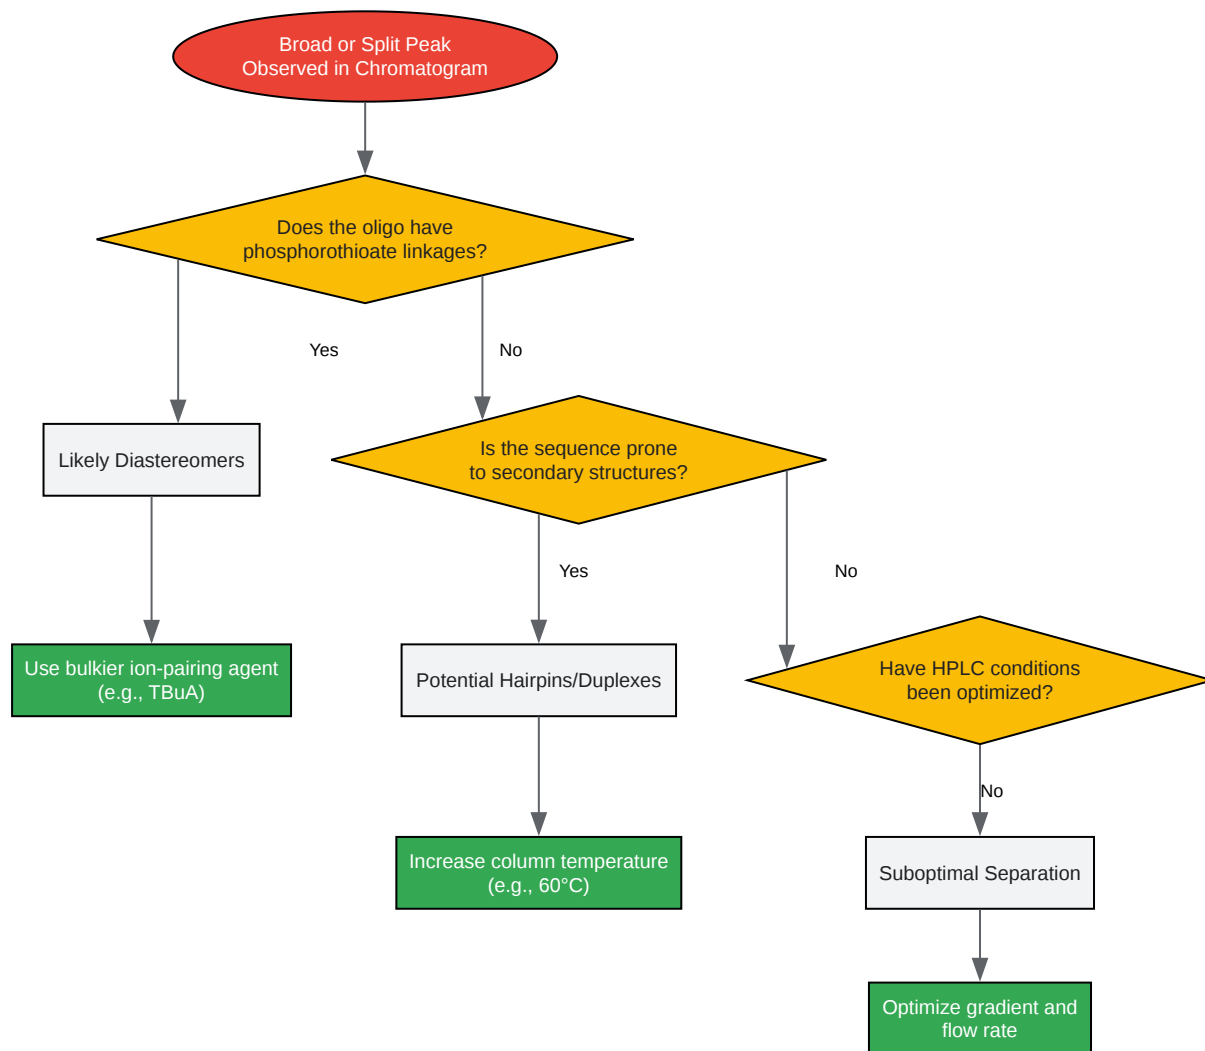 Broad or Split Peak
Observed in Chromatogram
Does the oligo have
phosphorothioate linkages?
Yes
No
Likely Diastereomers
Is the sequence prone
to secondary structures?
Yes
No
Use bulkier ion-pairing agent
(e.g., TBuA)
Potential Hairpins/Duplexes
Have HPLC conditions
been optimized?
No
Increase column temperature
(e.g., 60°C)
Suboptimal Separation
Optimize gradient and
flow rate